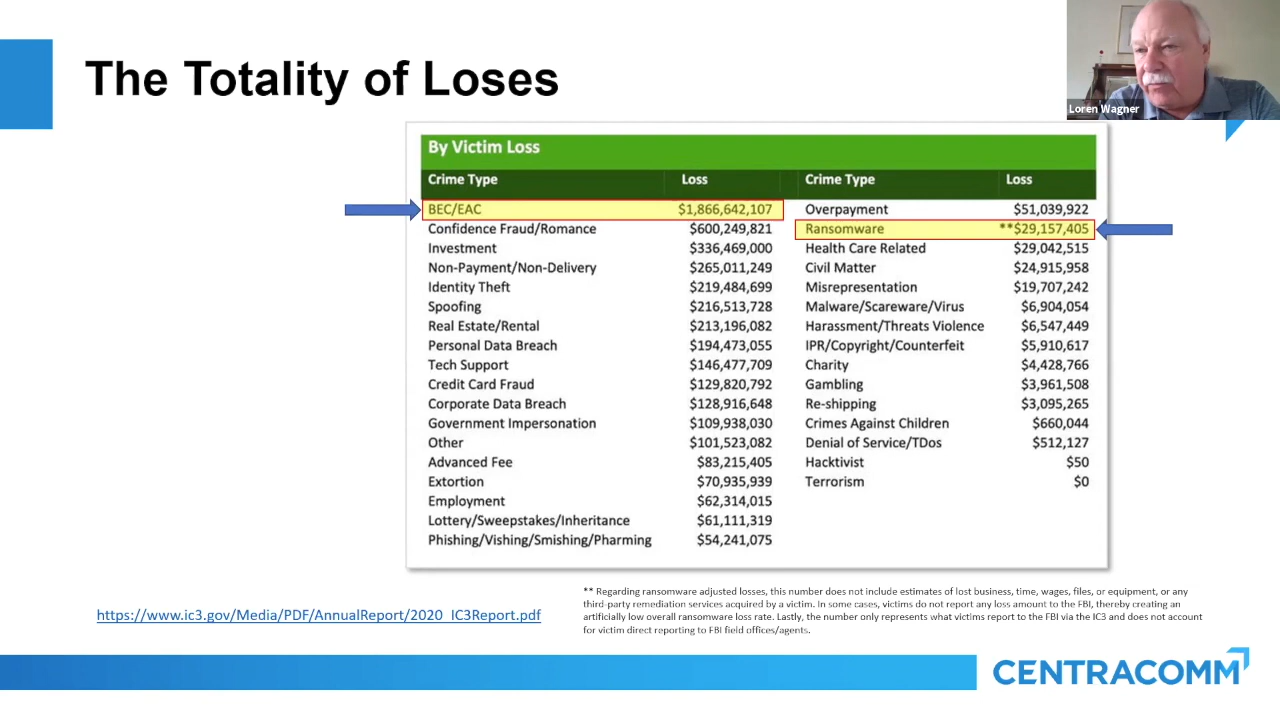 The Totality of Loses
Loren Wagner
By Victim Loss
Crime Type Loss Crime Type Loss
BEC/EAC $1,866,642,107 Overpayment $51,039,922
Confidence Fraud/Romance $600,249,821 Ransomware **$29,157,405
Investment $336,469,000 Health Care Related $29,042,515
Non-Payment/Non-Delivery $265,011,249 Civil Matter $24,915,958
Identity Theft $219,484,699 Misrepresentation $19,707,242
Spoofing $216,513,728 Malware/Scareware/Virus $6,904,054
Real Estate/Rental $213,196,082 Harassment/Threats Violence $6,547,449
Personal Data Breach $194,473,055 IPR/Copyright/Counterfeit $5,910,617
Tech Support $146,477,709 Charity $4,428,766
Credit Card Fraud $129,820,792 Gambling $3,961,508
Corporate Data Breach $128,916,648 Re-shipping $3,095,265
Government Impersonation $109,938,030 Crimes Against Children $660,044
Other $101,523,082 Denial of Service/TDos $512,127
Advanced Fee $83,215,405 Hacktivist $50
Extortion $70,935,939 Terrorism $0
Employment $62,314,015
Lottery/Sweepstakes/Inheritance $61,111,319
Phishing/Vishing/Smishing/Pharming $54,241,075
https://www.ic3.gov/Media/PDF/AnnualReport/2020_IC3Report.pdf
** Regarding ransomware adjusted losses, this number does not include estimates of lost business, time, wages, files, or equipment, or any
third-party remediation services acquired by a victim. In some cases, victims do not report any loss amount to the FBI, thereby creating an
artificially low overall ransomware loss rate. Lastly, the number only represents what victims report to the FBI via the IC3 and does not account
for victim direct reporting to FBI field offices/agents.
CENTRACOMM